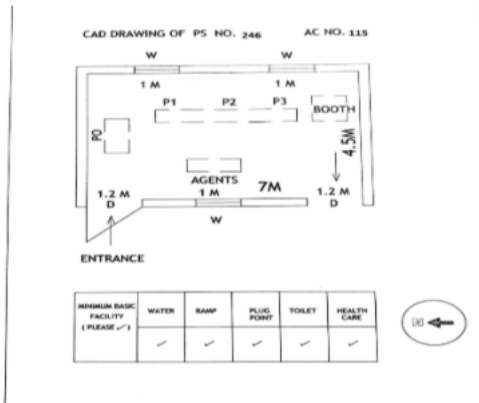 CAD DRAWING OF PS NO. 246 AC NO. 115
W W
1 M 1 M
P1 P2 P3
BOOTH
PO
4.5M
AGENTS
1.2 M 1 M 7M 1.2 M
D D
W
ENTRANCE
MINIMUM BASIC FACILITY ( PLEASE ✓ ) WATER RAMP PLUG POINT TOILET HEALTH CARE
✓ ✓ ✓ ✓ ✓